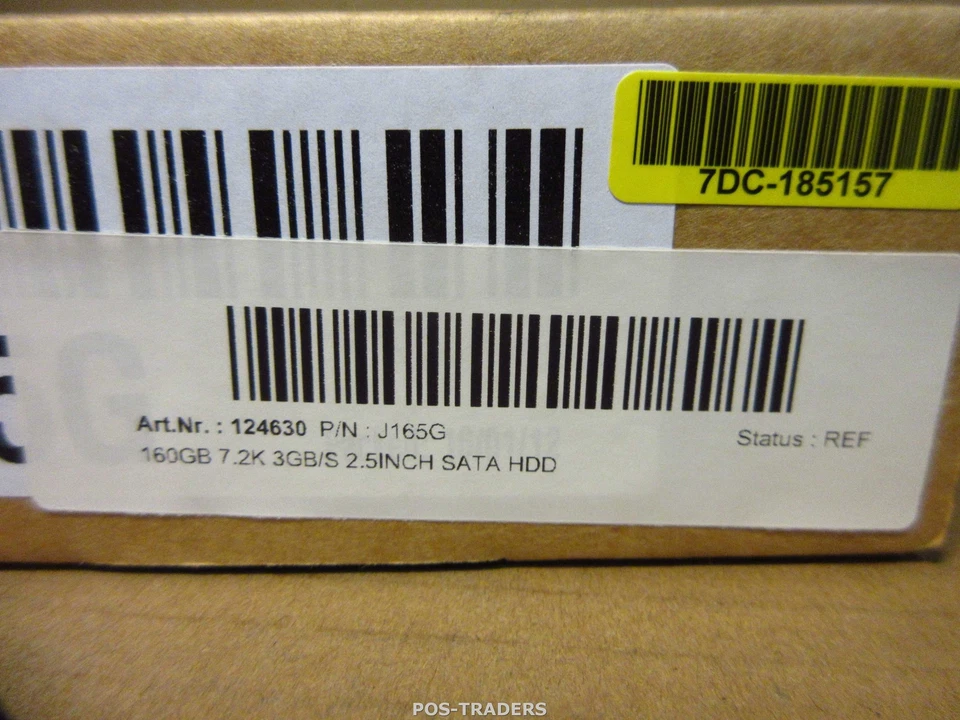 7DC-185157
Art.Nr. : 124630 P/N : J165G
Status : REF
160GB 7.2K 3GB/S 2.5INCH SATA HDD
POS-TRADERS